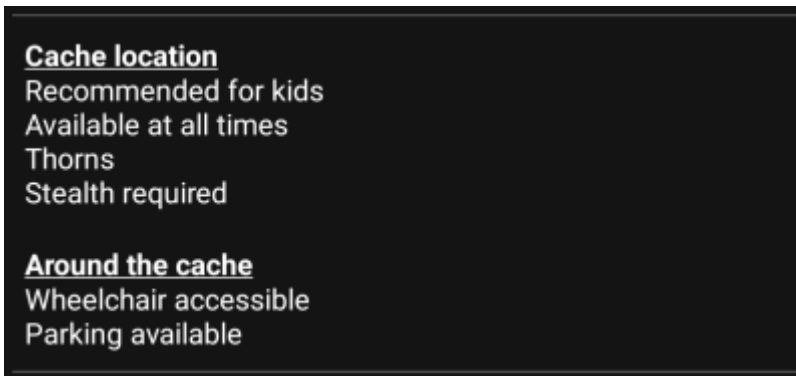 Cache location
Recommended for kids
Available at all times
Thorns
Stealth required
Around the cache
Wheelchair accessible
Parking available